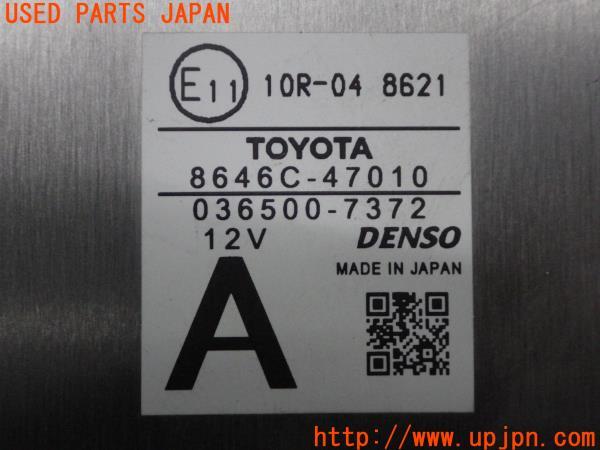 USED PARTS JAPAN
E11 10R-04 8621
TOYOTA
8646C-47010
036500-7372
12V DENSO
MADE IN JAPAN
A
UPJ
http://www.upjpn.com